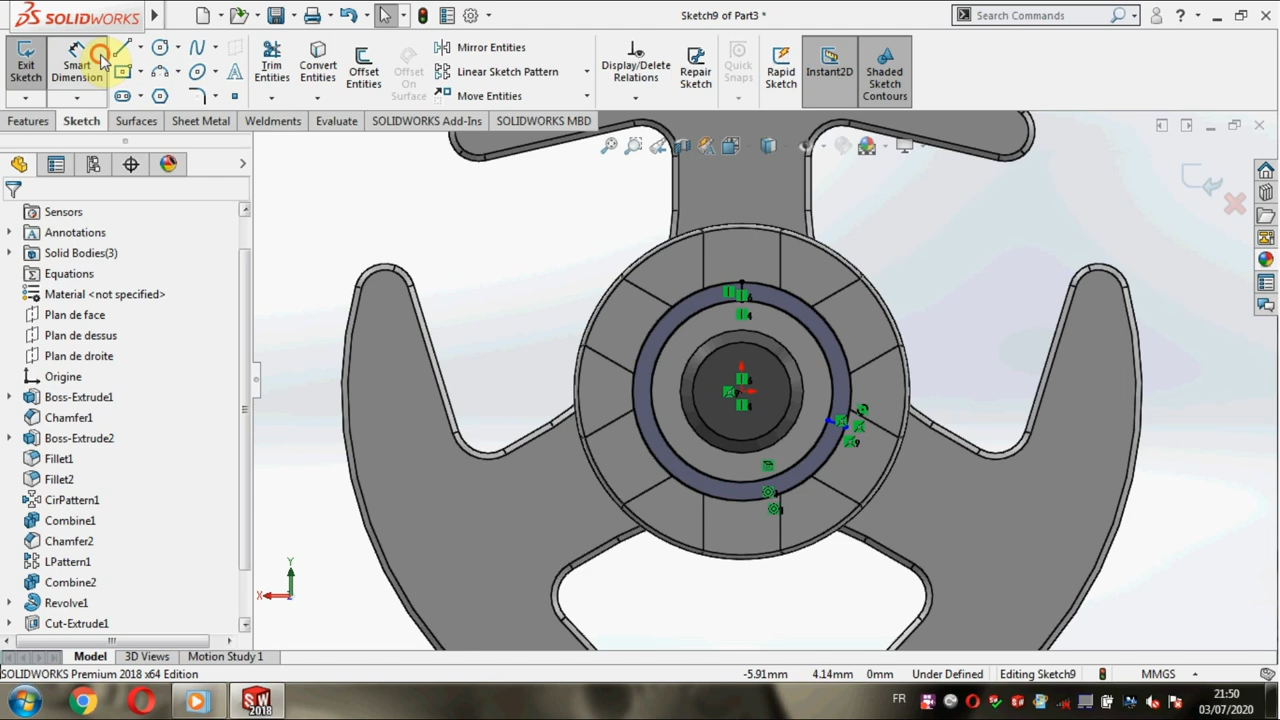 SOLIDWORKS
Sketch9 of Part3 *
Search Commands
Exit Sketch
Smart Dimension
Trim Entities
Convert Entities
Offset Entities
Offset On Surface
Mirror Entities
Linear Sketch Pattern
Move Entities
Display/Delete Relations
Repair Sketch
Quick Snaps
Rapid Sketch
Instant2D
Shaded Sketch Contours
Features
Sketch
Surfaces
Sheet Metal
Weldments
Evaluate
SOLIDWORKS Add-Ins
SOLIDWORKS MBD
Sensors
Annotations
Solid Bodies(3)
Equations
Material <not specified>
Plan de face
Plan de dessus
Plan de droite
Origine
Boss-Extrude1
Chamfer1
Boss-Extrude2
Fillet1
Fillet2
CirPattern1
Combine1
Chamfer2
LPattern1
Combine2
Revolve1
Cut-Extrude1
Y
X
Model
3D Views
Motion Study 1
SOLIDWORKS Premium 2018 x64 Edition
-5.91mm
4.14mm
0mm
Under Defined
Editing Sketch9
MMGS
SW
2018
FR
21:50
03/07/2020